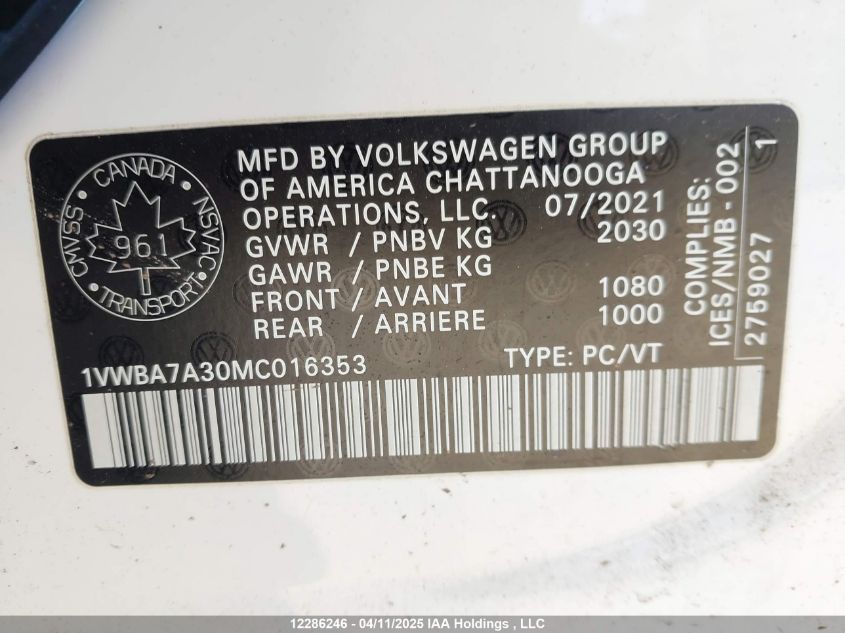 CANADA
CMVSS
NSVAC
961
TRANSPORT
MFD BY VOLKSWAGEN GROUP
OF AMERICA CHATTANOOGA
OPERATIONS, LLC. 07/2021
GVWR / PNBV KG 2030
GAWR / PNBE KG
FRONT / AVANT 1080
REAR / ARRIERE 1000
COMPLIES:
ICES/NMB - 002
2759027 1
1VWBA7A30MC016353 TYPE: PC/VT
12286246 - 04/11/2025 IAA Holdings , LLC